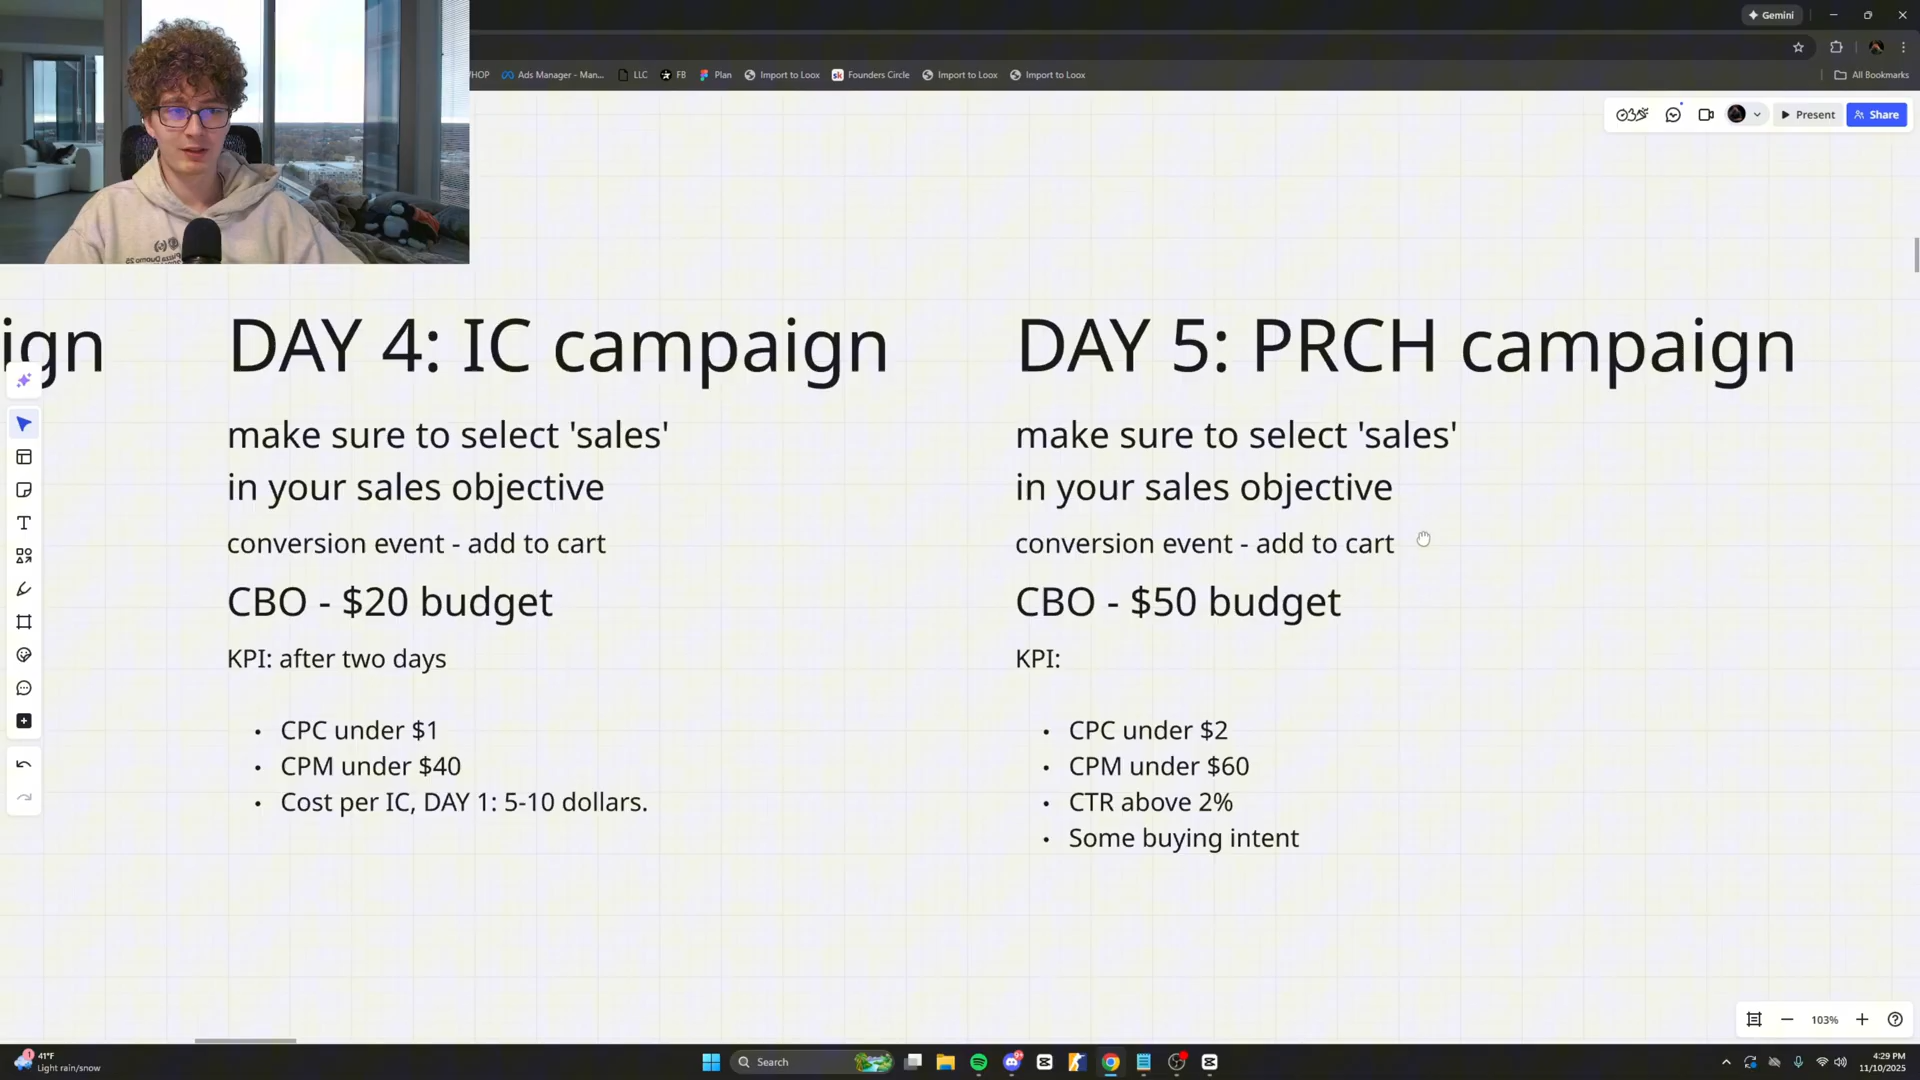 Gemini
HOP
Ads Manager - Man...
LLC
FB
Plan
Import to Loox
sk Founders Circle
Import to Loox
Import to Loox
All Bookmarks
Present
Share
ign
DAY 4: IC campaign
make sure to select 'sales'
in your sales objective
conversion event - add to cart
CBO - $20 budget
KPI: after two days
• CPC under $1
• CPM under $40
• Cost per IC, DAY 1: 5-10 dollars.
DAY 5: PRCH campaign
make sure to select 'sales'
in your sales objective
conversion event - add to cart
CBO - $50 budget
KPI:
• CPC under $2
• CPM under $60
• CTR above 2%
• Some buying intent
103%
1
41°F
Light rain/snow
Search
4:29 PM
11/10/2025